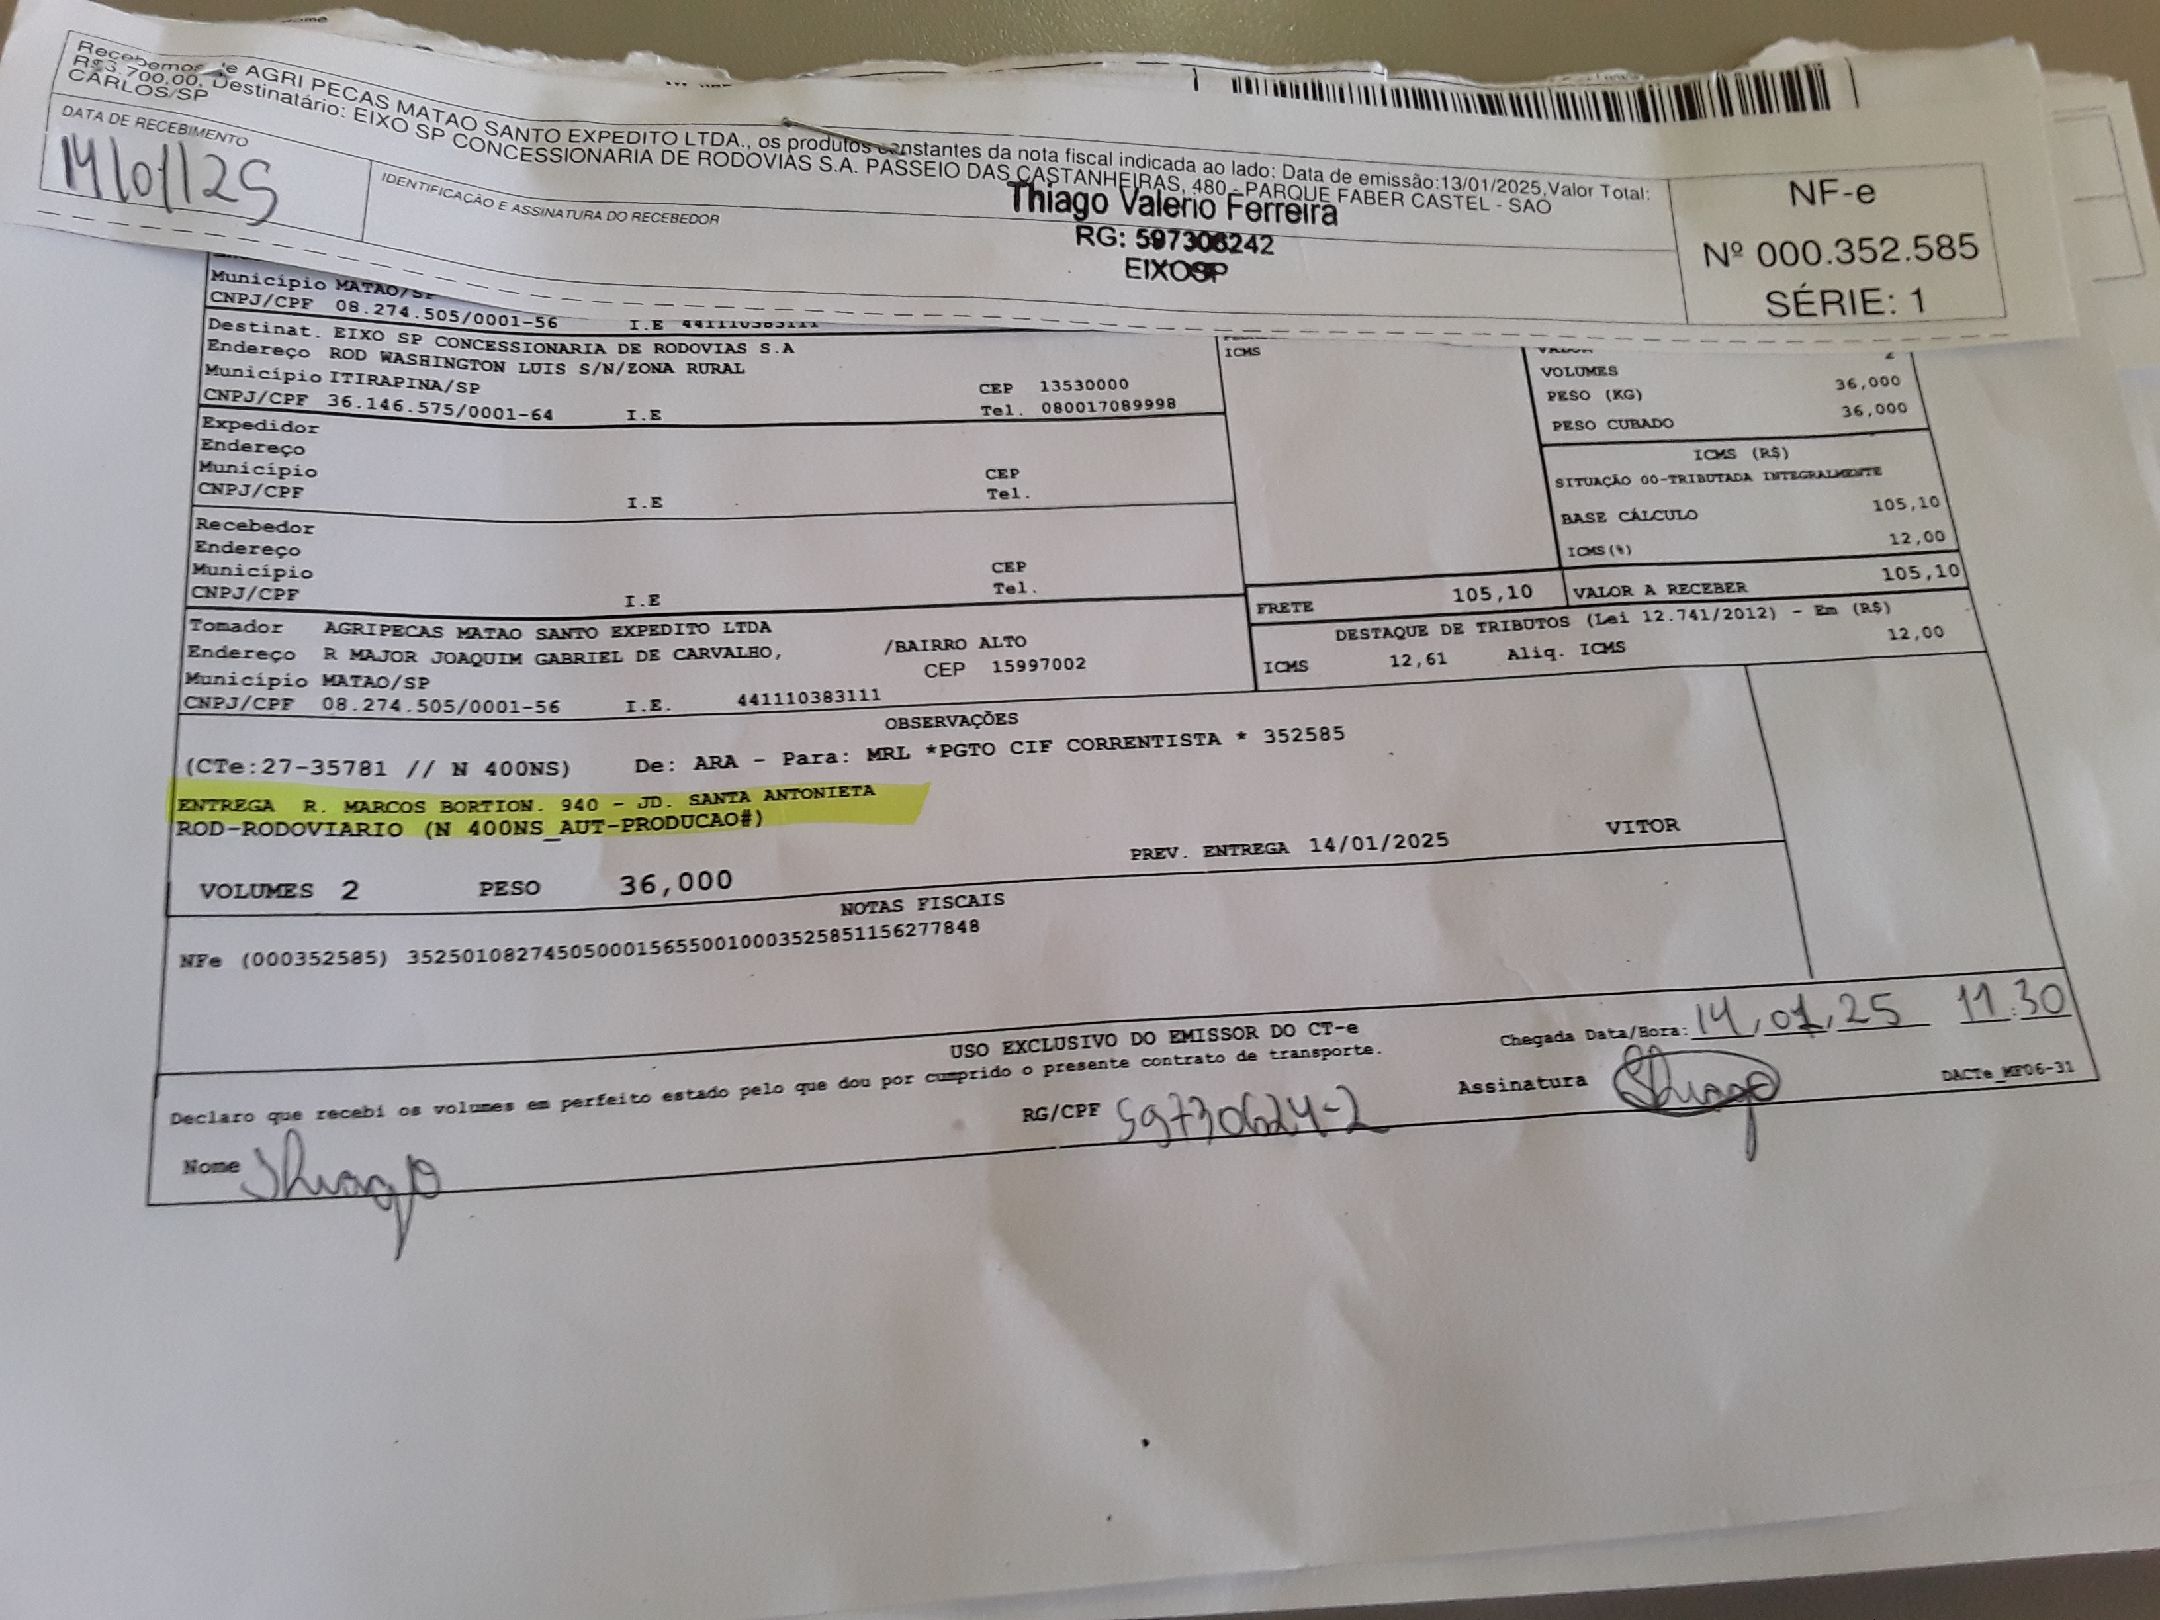 Recebemos de AGRI PECAS MATAO SANTO EXPEDITO LTDA., os produtos constantes da nota fiscal indicada ao lado: Data de emissão:13/01/2025,Valor Total:
R$3.700,00, Destinatário: EIXO SP CONCESSIONARIA DE RODOVIAS S.A. PASSEIO DAS CASTANHEIRAS, 480 - PARQUE FABER CASTEL - SAO
CARLOS/SP
DATA DE RECEBIMENTO
14/01/25
IDENTIFICAÇÃO E ASSINATURA DO RECEBEDOR
Thiago Valerio Ferreira
RG: 597306242
EIXOSP
NF-e
Nº 000.352.585
SÉRIE: 1
Município MATAO/SP
CNPJ/CPF 08.274.505/0001-56 I.E 441110383111
Destinat. EIXO SP CONCESSIONARIA DE RODOVIAS S.A
Endereço ROD WASHINGTON LUIS S/N/ZONA RURAL
Município ITIRAPINA/SP CEP 13530000
CNPJ/CPF 36.146.575/0001-64 I.E Tel. 080017089998
Expedidor
Endereço
Município CEP
CNPJ/CPF I.E Tel.
Recebedor
Endereço
Município CEP
CNPJ/CPF I.E Tel.
Tomador AGRIPECAS MATAO SANTO EXPEDITO LTDA
Endereço R MAJOR JOAQUIM GABRIEL DE CARVALHO, /BAIRRO ALTO
Município MATAO/SP CEP 15997002
CNPJ/CPF 08.274.505/0001-56 I.E. 441110383111
ICMS
VALOR
VOLUMES 2
PESO (KG) 36,000
PESO CUBADO 36,000
ICMS (R$)
SITUAÇÃO 00-TRIBUTADA INTEGRALMENTE
BASE CÁLCULO 105,10
ICMS(%) 12,00
FRETE 105,10 VALOR A RECEBER 105,10
DESTAQUE DE TRIBUTOS (Lei 12.741/2012) - Em (R$)
ICMS 12,61 Aliq. ICMS 12,00
OBSERVAÇÕES
(CTe:27-35781 // N 400NS) De: ARA - Para: MRL *PGTO CIF CORRENTISTA * 352585
ENTREGA R. MARCOS BORTION. 940 - JD. SANTA ANTONIETA
ROD-RODOVIARIO (N 400NS_AUT-PRODUCAO#)
PREV. ENTREGA 14/01/2025 VITOR
VOLUMES 2 PESO 36,000
NOTAS FISCAIS
NFe (000352585) 35250108274505000156550010003525851156277848
USO EXCLUSIVO DO EMISSOR DO CT-e
Declaro que recebi os volumes em perfeito estado pelo que dou por cumprido o presente contrato de transporte.
Chegada Data/Hora: 14/01/25 11:30
Nome Thiago
RG/CPF 59730624-2
Assinatura Thiago
DACTe_MF06-31